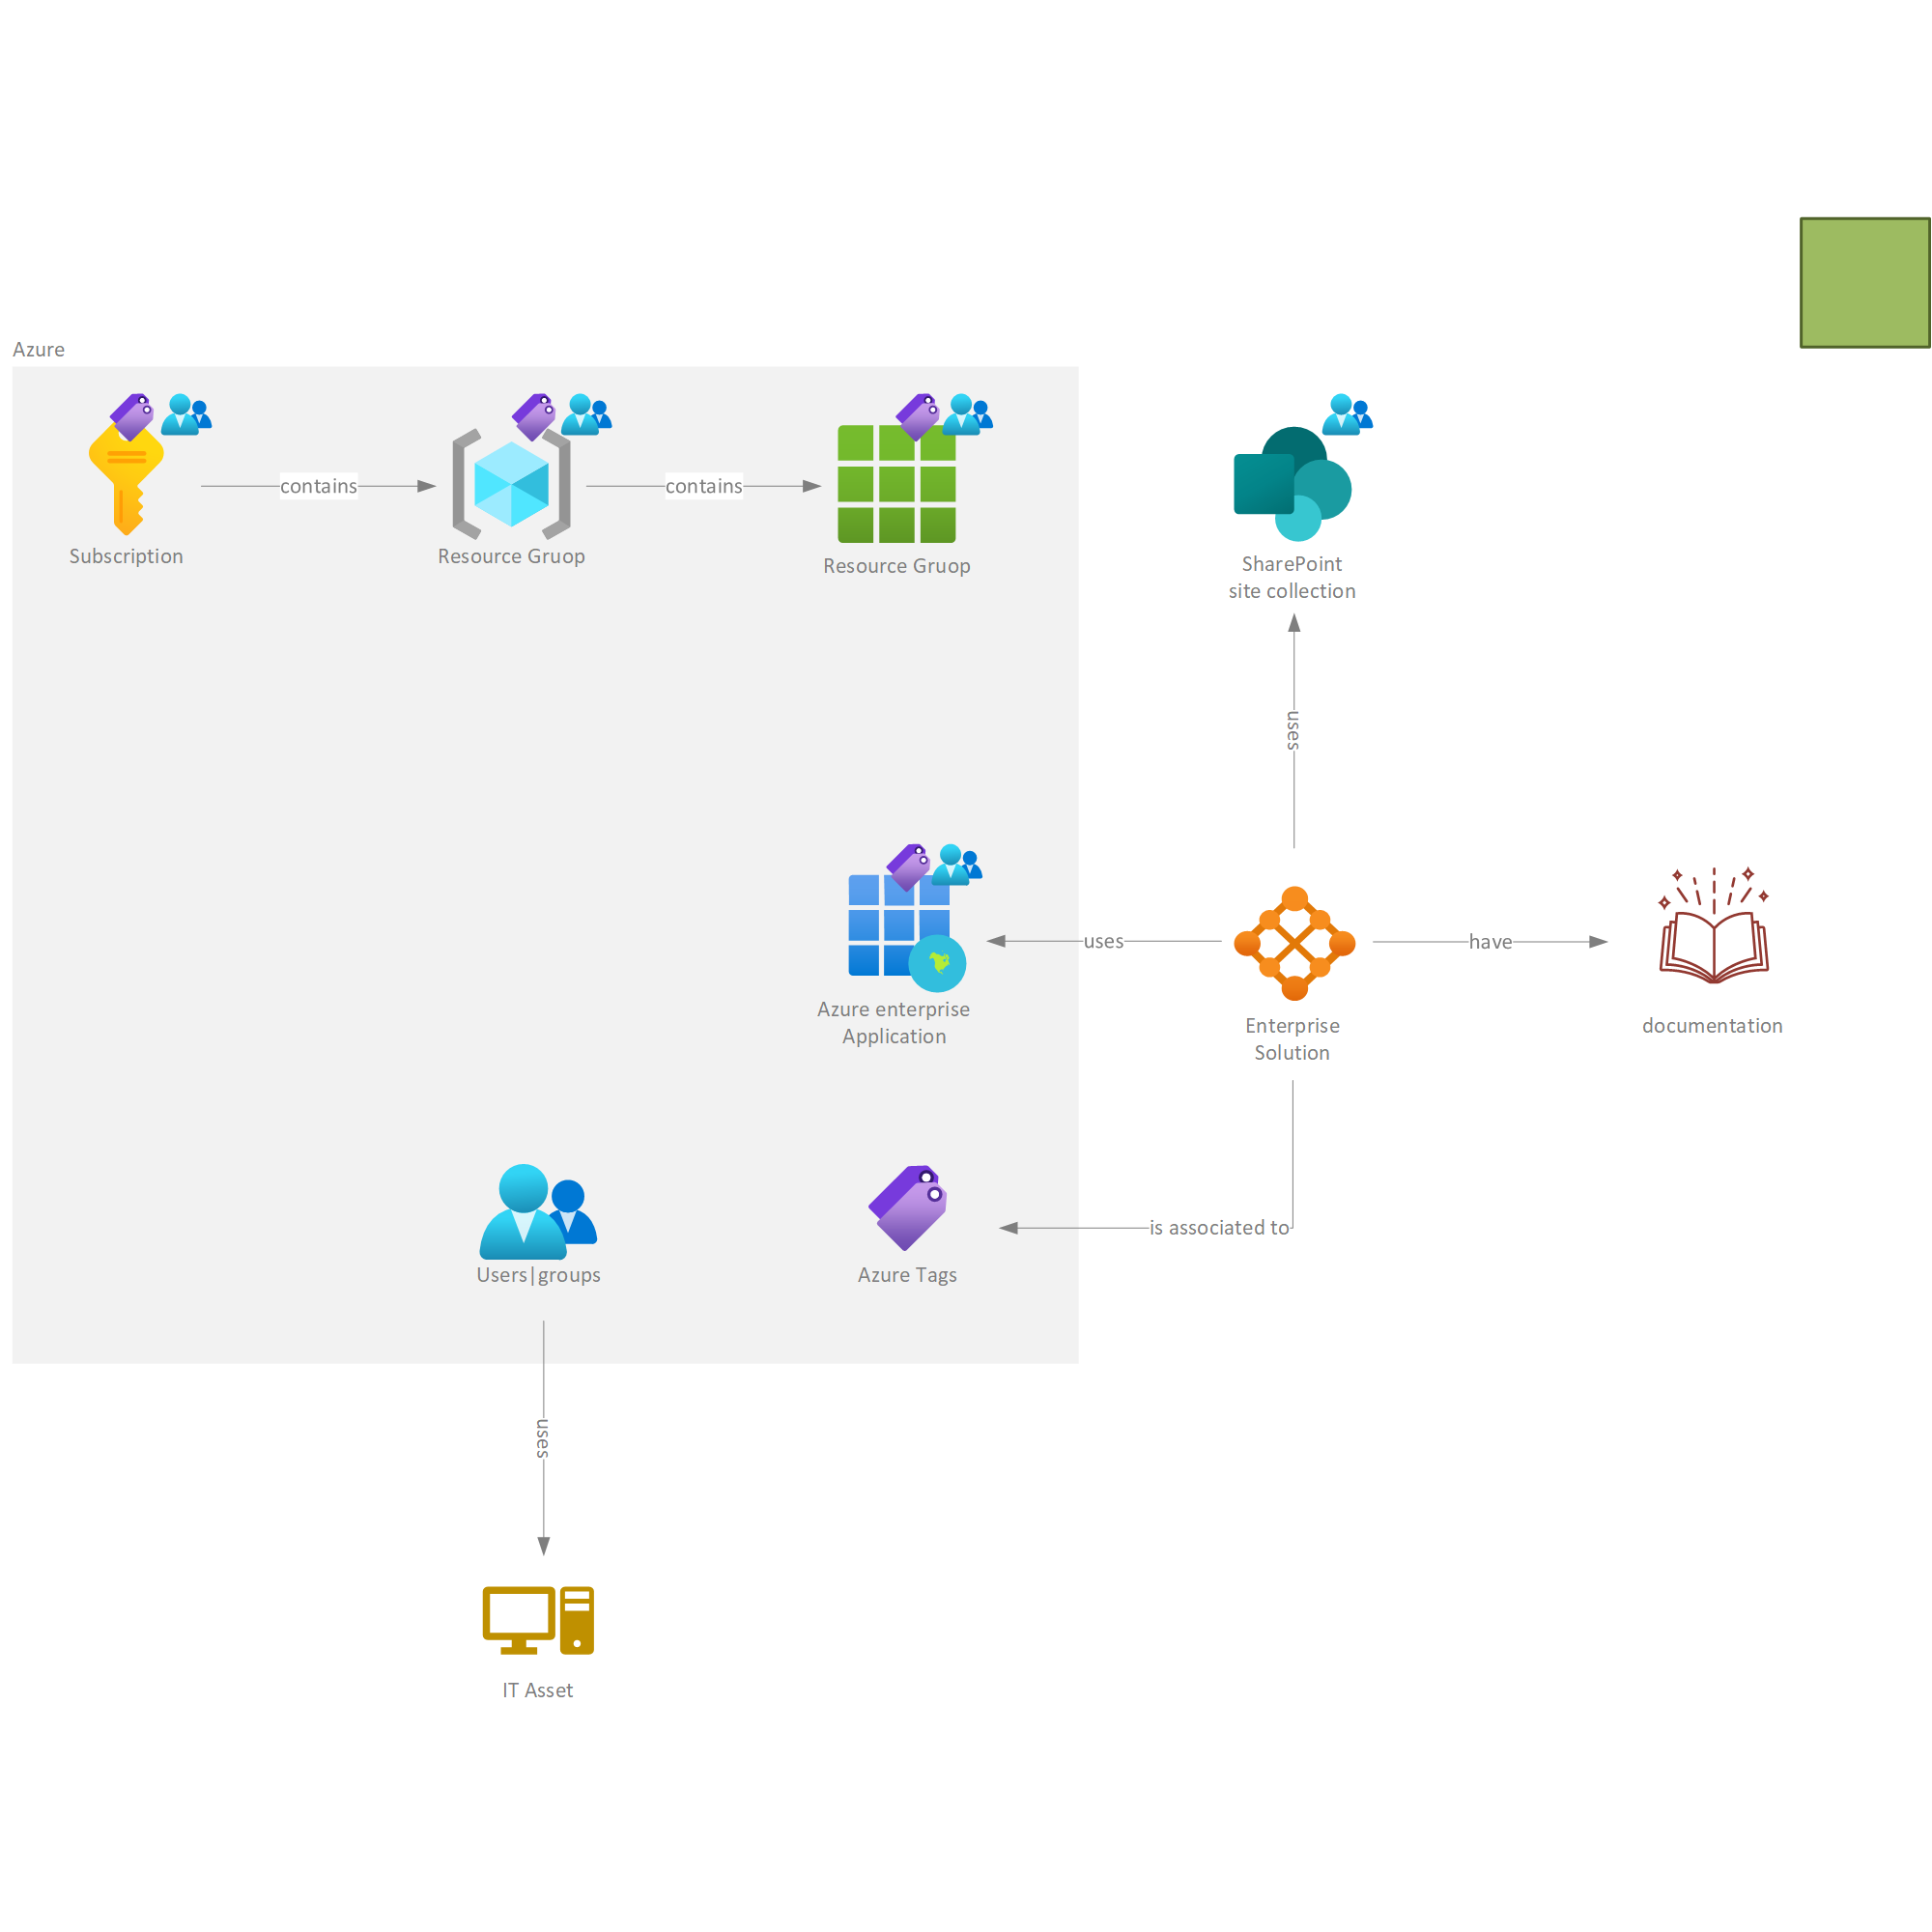 Azure
Subscription
contains
Resource Gruop
contains
Resource Gruop
SharePoint
site collection
uses
Azure enterprise
Application
uses
Enterprise
Solution
have
documentation
Users|groups
Azure Tags
is associated to
uses
IT Asset